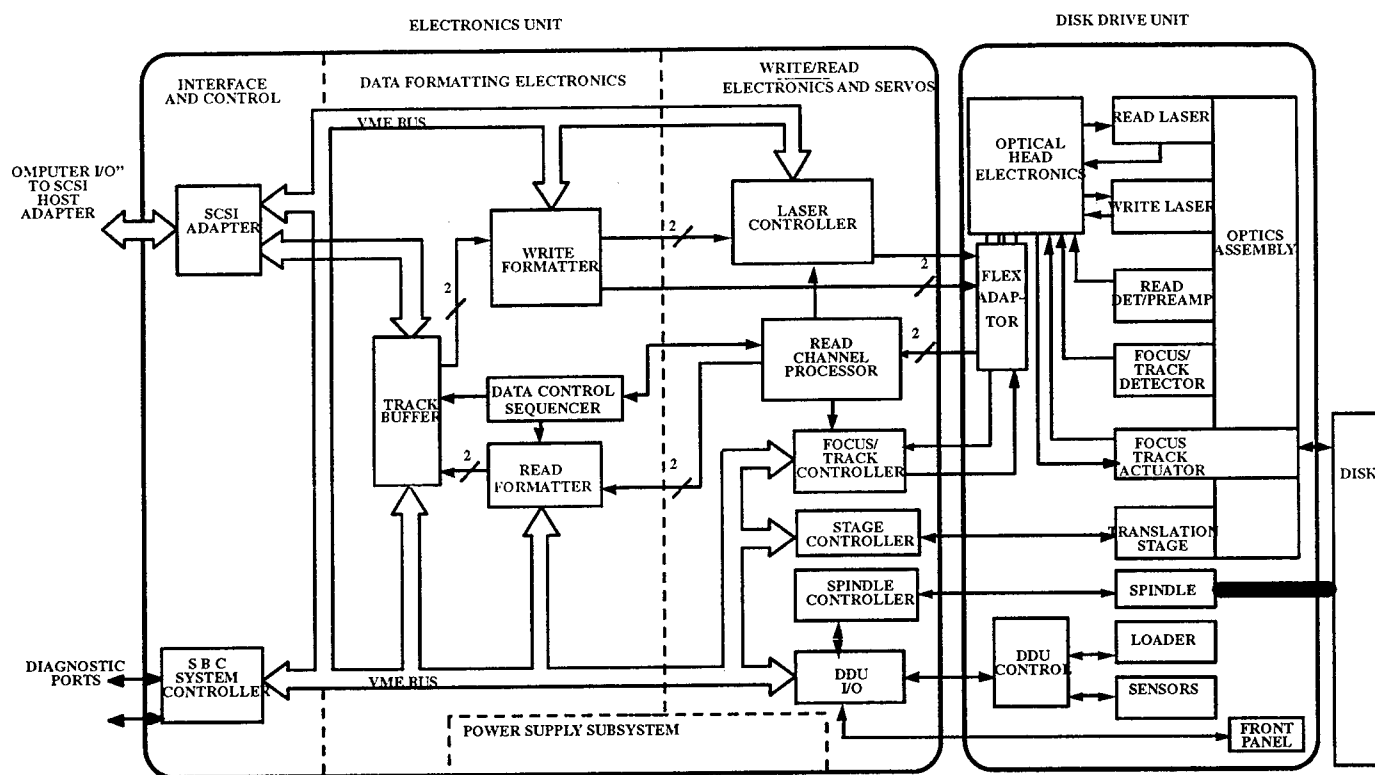 ELECTRONICS UNIT
DISK DRIVE UNIT
INTERFACE
AND CONTROL
DATA FORMATTING ELECTRONICS
WRITE/READ
ELECTRONICS AND SERVOS
VME BUS
OMPUTER I/O"
TO SCSI
HOST
ADAPTER
SCSI
ADAPTER
2
WRITE
FORMATTER
2
LASER
CONTROLLER
2
OPTICAL
HEAD
ELECTRONICS
READ LASER
WRITE LASER
OPTICS
ASSEMBLY
FLEX
ADAP-
TOR
READ
DET/PREAMP
FOCUS/
TRACK
DETECTOR
TRACK
BUFFER
DATA CONTROL
SEQUENCER
READ
CHANNEL
PROCESSOR
2
2
READ
FORMATTER
2
FOCUS/
TRACK
CONTROLLER
FOCUS
TRACK
ACTUATOR
DISK
STAGE
CONTROLLER
TRANSLATION
STAGE
SPINDLE
CONTROLLER
SPINDLE
DIAGNOSTIC
PORTS
S B C
SYSTEM
CONTROLLER
VME BUS
DDU
I/O
DDU
CONTROL
LOADER
SENSORS
POWER SUPPLY SUBSYSTEM
FRONT
PANEL